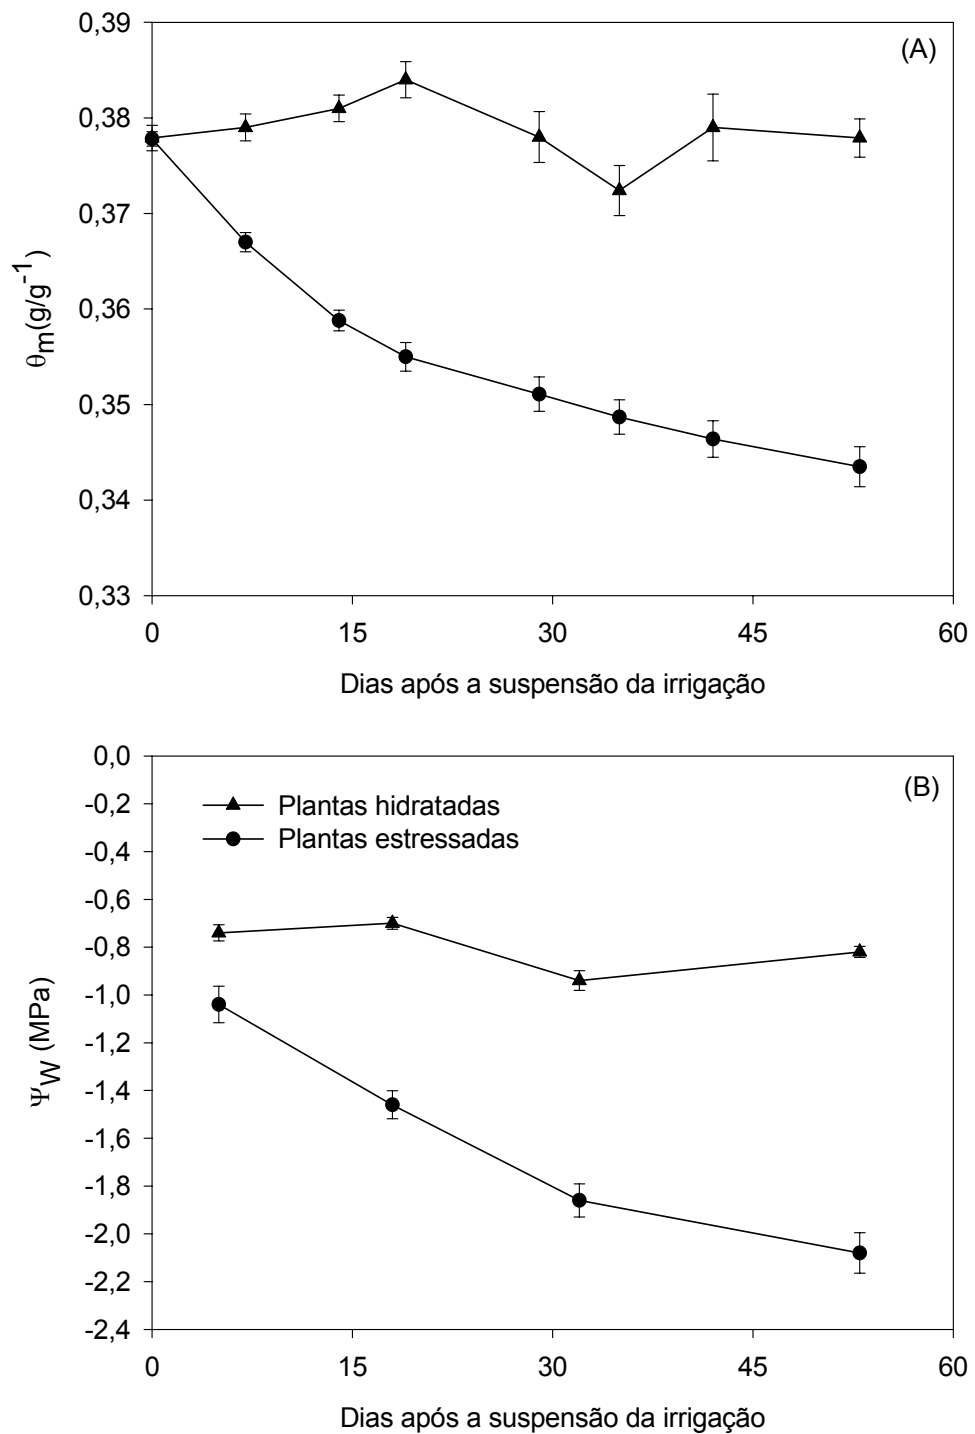 0,39
(A)
0,38
0,37
0,36
0,35
0,34
0,33
θm(g/g-1)
0 15 30 45 60
Dias após a suspensão da irrigação
0,0
(B)
-0,2
Plantas hidratadas
-0,4
Plantas estressadas
-0,6
-0,8
-1,0
-1,2
-1,4
-1,6
-1,8
-2,0
-2,2
-2,4
ΨW (MPa)
0 15 30 45 60
Dias após a suspensão da irrigação